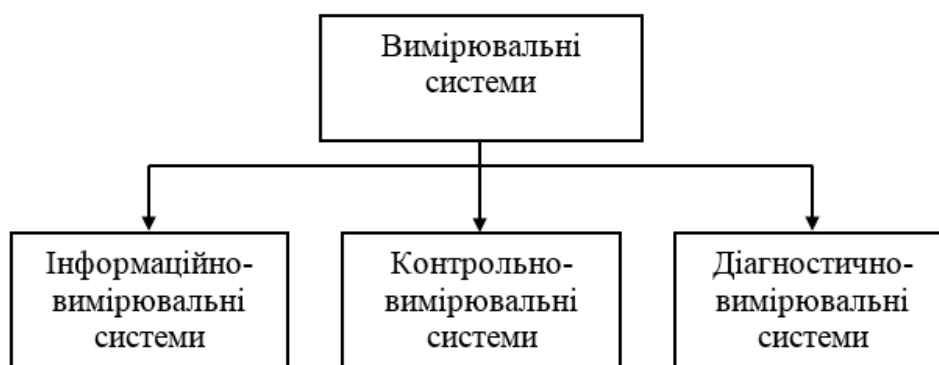 Вимірювальні
системи
Інформаційно-
вимірювальні
системи
Контрольно-
вимірювальні
системи
Діагностично-
вимірювальні
системи